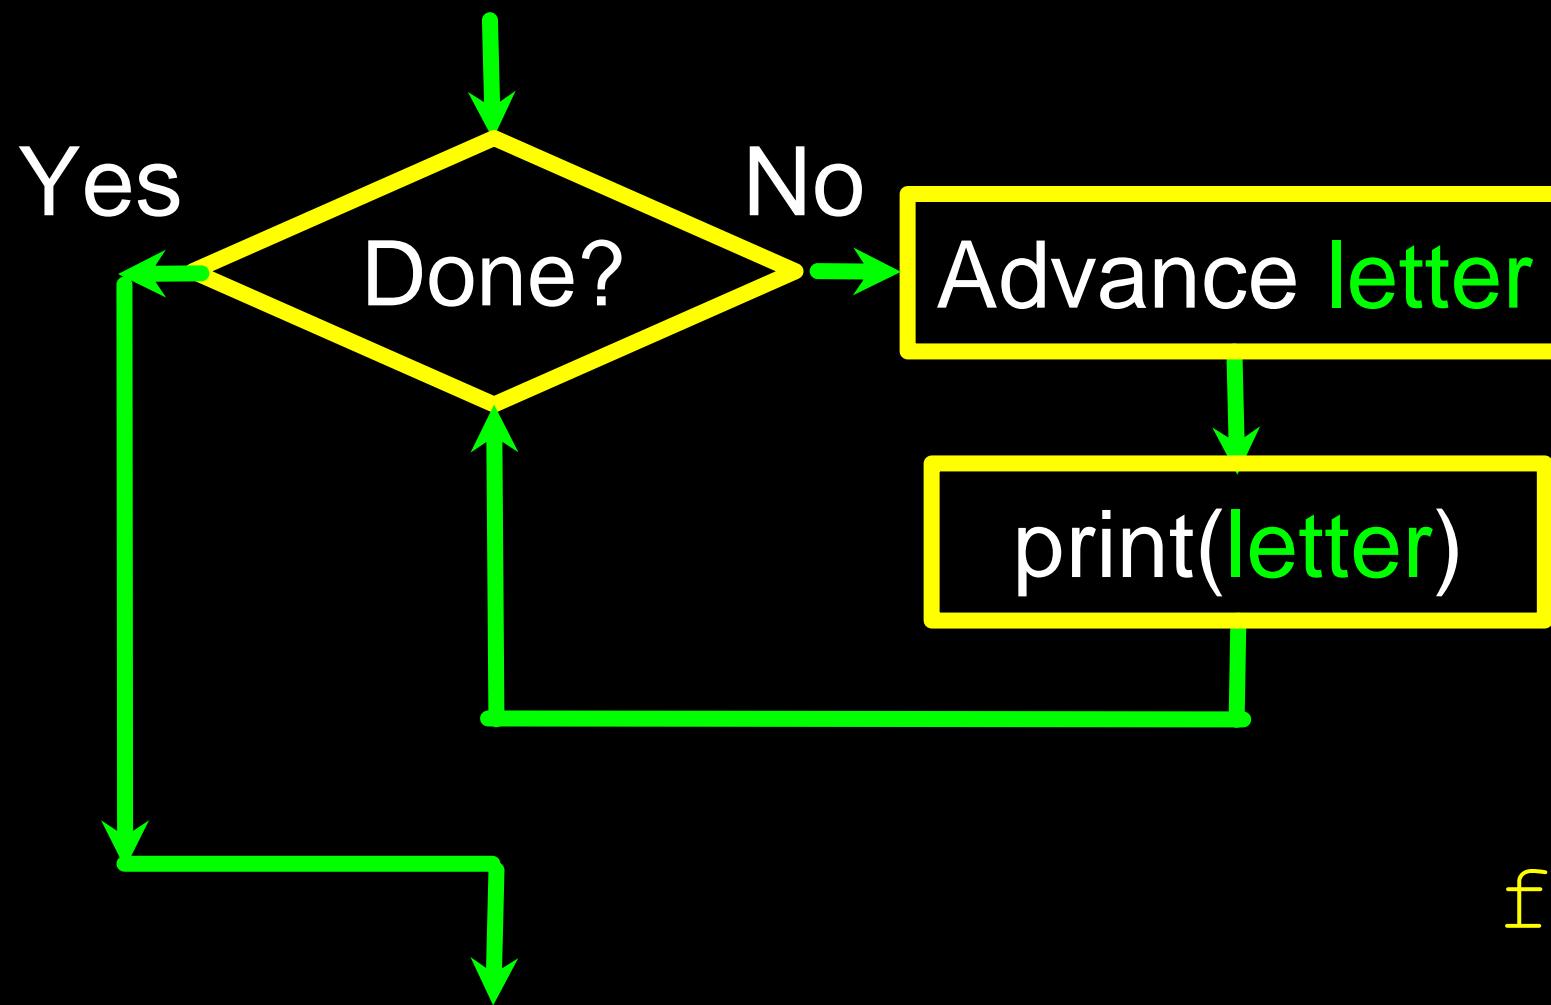 Yes
No
Done?
Advance letter
print(letter)
f